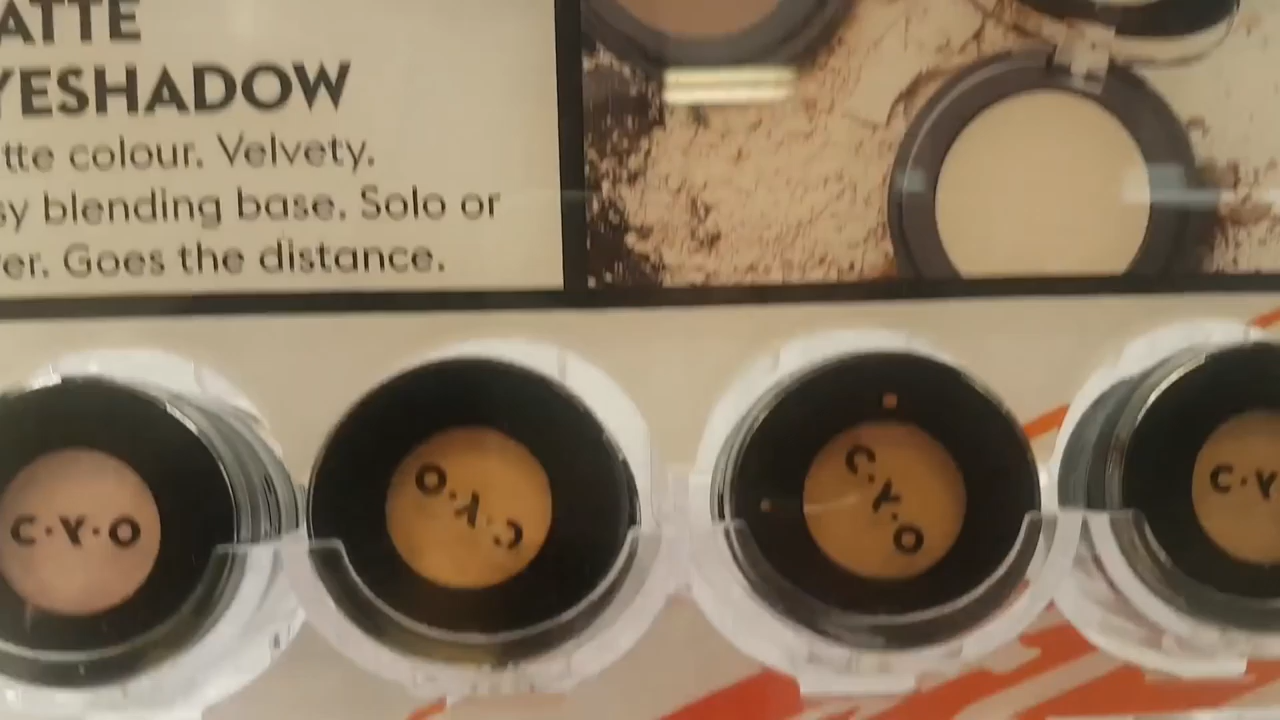 ATTE
YESHADOW
tte colour. Velvety.
sy blending base. Solo or
er. Goes the distance.
C·Y·O
C·Y·O
C·Y·O
C·Y